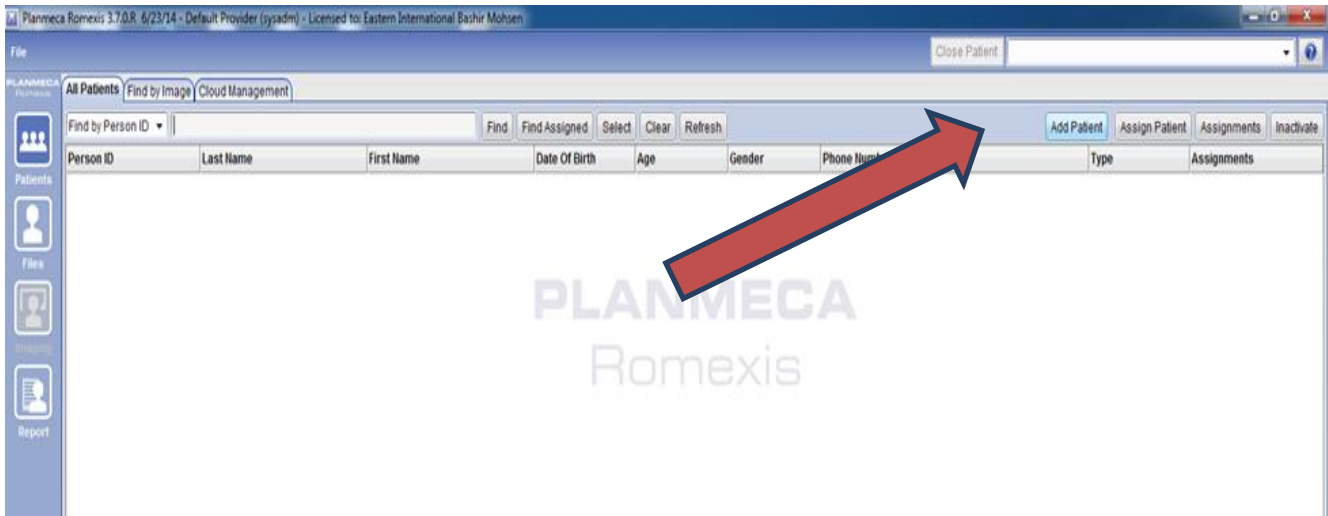 Planmeca Romexis 3.7.0.R 6/23/14 - Default Provider (sysadm) - Licensed to: Eastern International Bashir Mohsen
File
Close Patient
PLANMECA
Romexis
All Patients Find by Image Cloud Management
Find by Person ID Find Find Assigned Select Clear Refresh Add Patient Assign Patient Assignments Inactivate
Person ID Last Name First Name Date Of Birth Age Gender Phone Type Assignments
Patients
Files
Imaging
Report
PLANMECA
Romexis